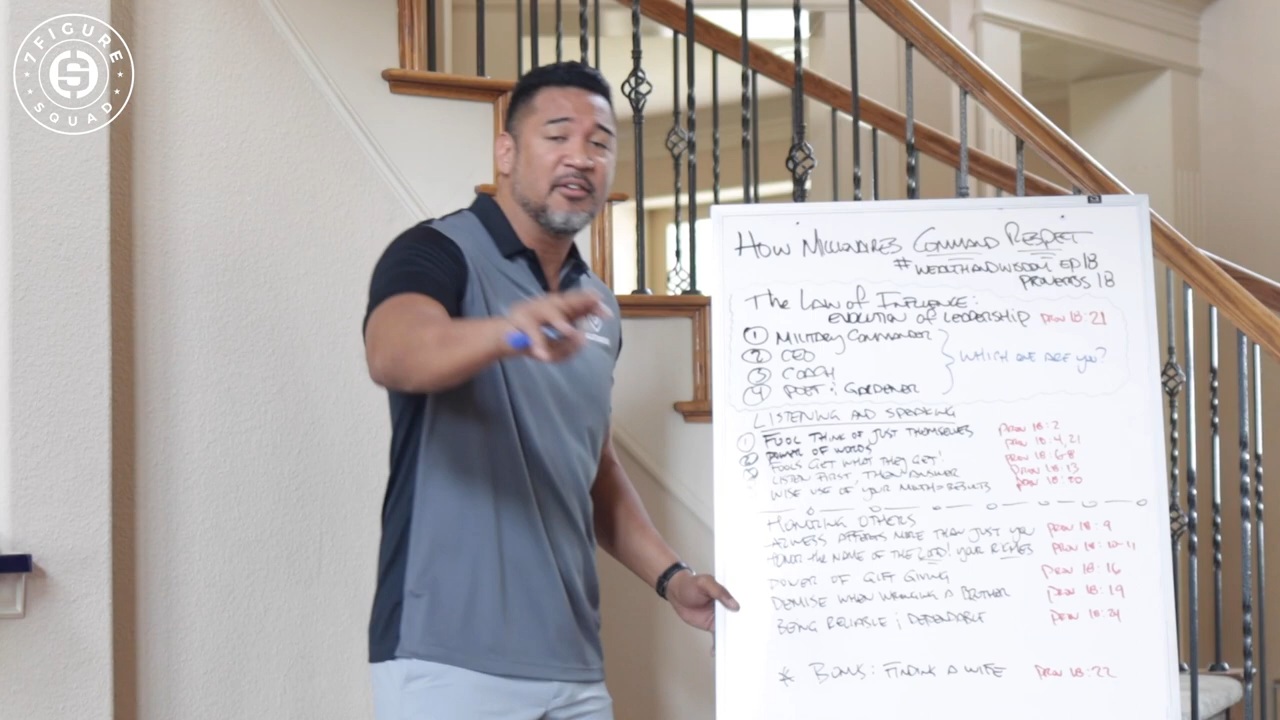 7 FIGURE SQUAD
How Millionaires Command Respet
#wealthandwisdom EP18
Proverbs 18
The Law of Influence:
Evolution of Leadership Prov 18:21
1 Military Commander
2 CEO
3 Coach
4 Poet & Gardener
Which one are you?
Listening and Speaking
1 Fool Think of Just Themselves Prov 18:2
2 Power of Words Prov 18:4,21
3 Fools Get What They Get! Prov 18:6-8
Listen First, Then Answer Prov 18:13
Wise Use of Your Mouth = Results Prov 18:20
Honoring Others
Laziness Affects More Than Just You Prov 18:9
Honor the Name of the Lord! Your Riches Prov 18:10-11
Power of Gift Giving Prov 18:16
Demise When Wronging a Brother Prov 18:19
Being Reliable & Dependable Prov 18:24
* Bonus: Finding a Wife Prov 18:22